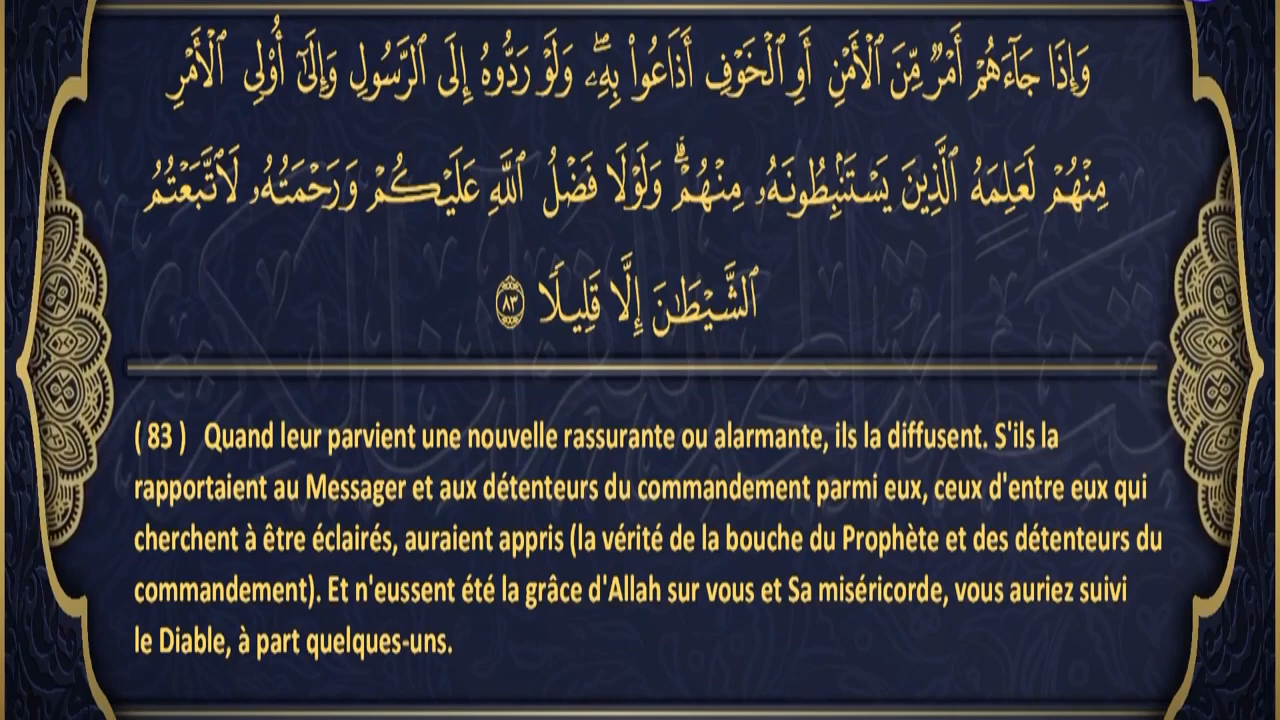 وَإِذَا جَآءَهُمْ أَمْرٌ مِّنَ ٱلْأَمْنِ أَوِ ٱلْخَوْفِ أَذَاعُوا۟ بِهِۦ ۖ وَلَوْ رَدُّوهُ إِلَى ٱلرَّسُولِ وَإِلَىٰٓ أُو۟لِى ٱلْأَمْرِ
مِنْهُمْ لَعَلِمَهُ ٱلَّذِينَ يَسْتَنۢبِطُونَهُۥ مِنْهُمْ ۗ وَلَوْلَا فَضْلُ ٱللَّهِ عَلَيْكُمْ وَرَحْمَتُهُۥ لَٱتَّبَعْتُمُ
ٱلشَّيْطَٰنَ إِلَّا قَلِيلًا ٨٣
( 83 ) Quand leur parvient une nouvelle rassurante ou alarmante, ils la diffusent. S'ils la
rapportaient au Messager et aux détenteurs du commandement parmi eux, ceux d'entre eux qui
cherchent à être éclairés, auraient appris (la vérité de la bouche du Prophète et des détenteurs du
commandement). Et n'eussent été la grâce d'Allah sur vous et Sa miséricorde, vous auriez suivi
le Diable, à part quelques-uns.